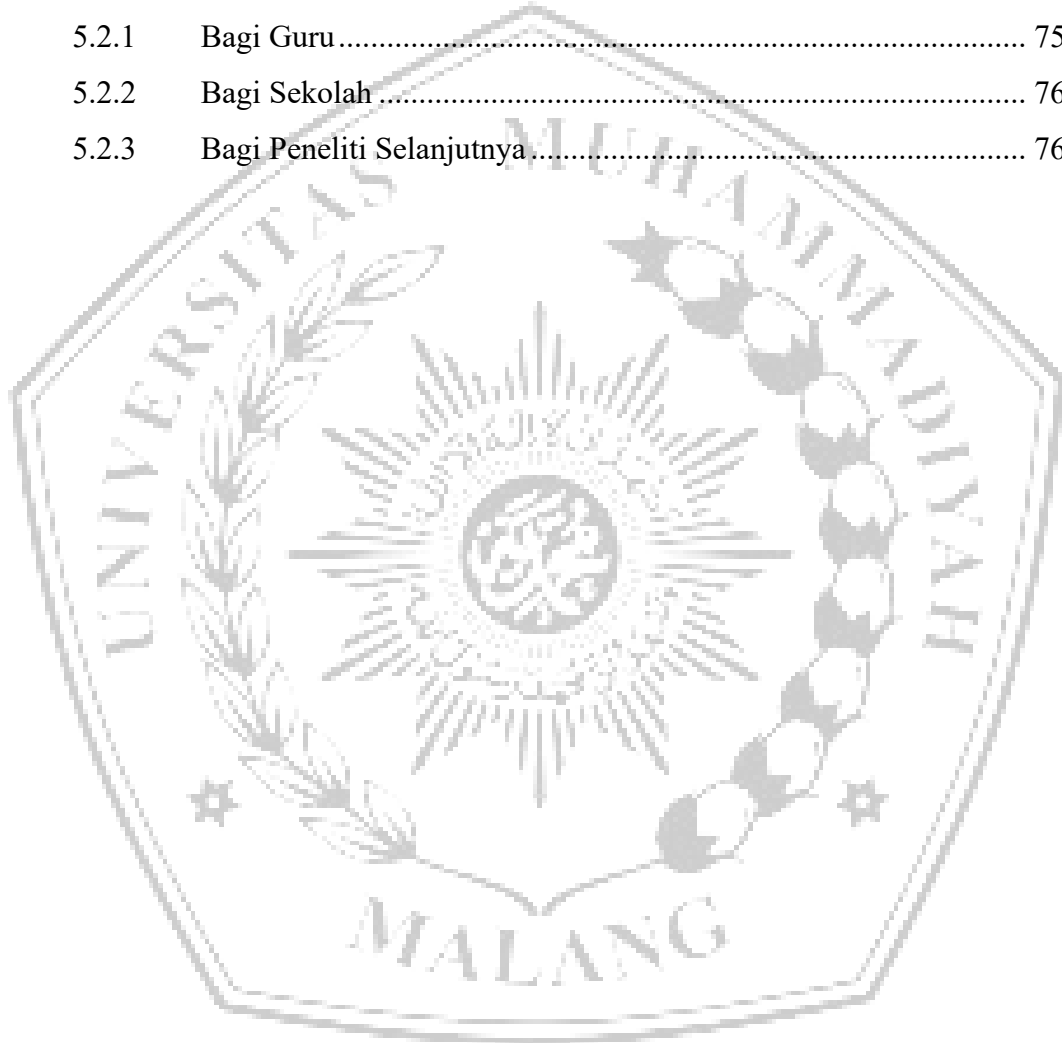 5.2.1 Bagi Guru ........................................................................................ 75
5.2.2 Bagi Sekolah ................................................................................... 76
5.2.3 Bagi Peneliti Selanjutnya ................................................................ 76
UNIVERSITAS MUHAMMADIYAH
MALANG